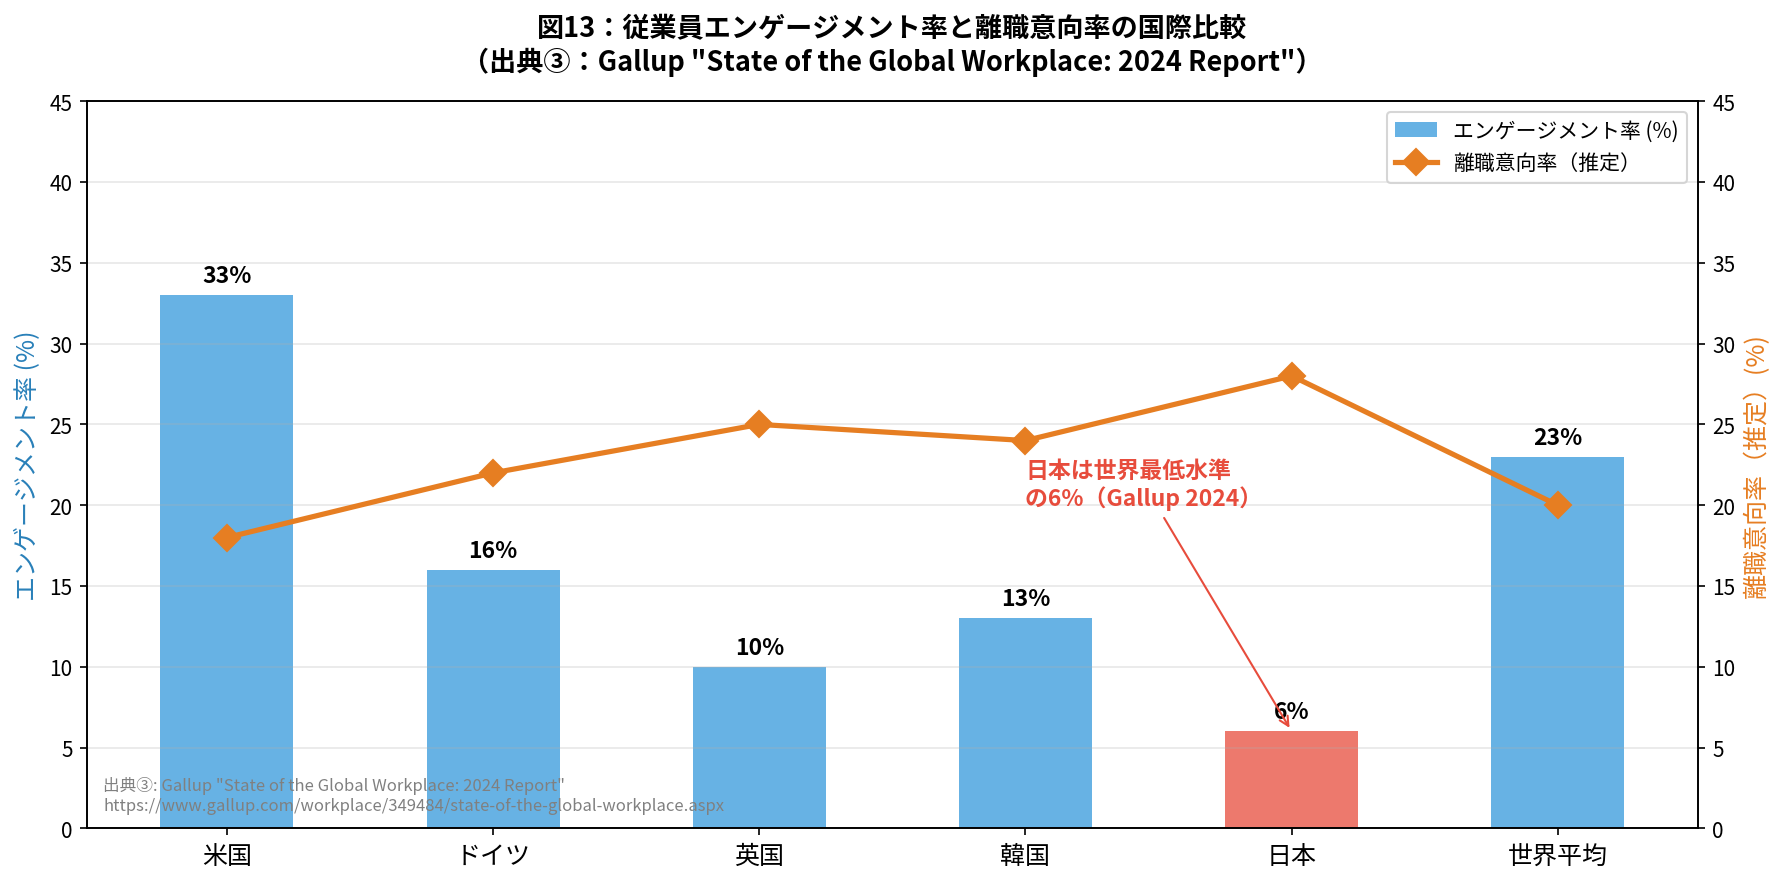 図13：従業員エンゲージメント率と離職意向率の国際比較
（出典③：Gallup "State of the Global Workplace: 2024 Report"）
エンゲージメント率 (%)
離職意向率（推定）
エンゲージメント率 (%)
45
40
35
30
25
20
15
10
5
0
33%
16%
10%
13%
6%
23%
日本は世界最低水準
の6%（Gallup 2024）
出典③: Gallup "State of the Global Workplace: 2024 Report"
https://www.gallup.com/workplace/349484/state-of-the-global-workplace.aspx
米国
ドイツ
英国
韓国
日本
世界平均
45
40
35
30
25
20
15
10
5
0
離職意向率（推定） (%)